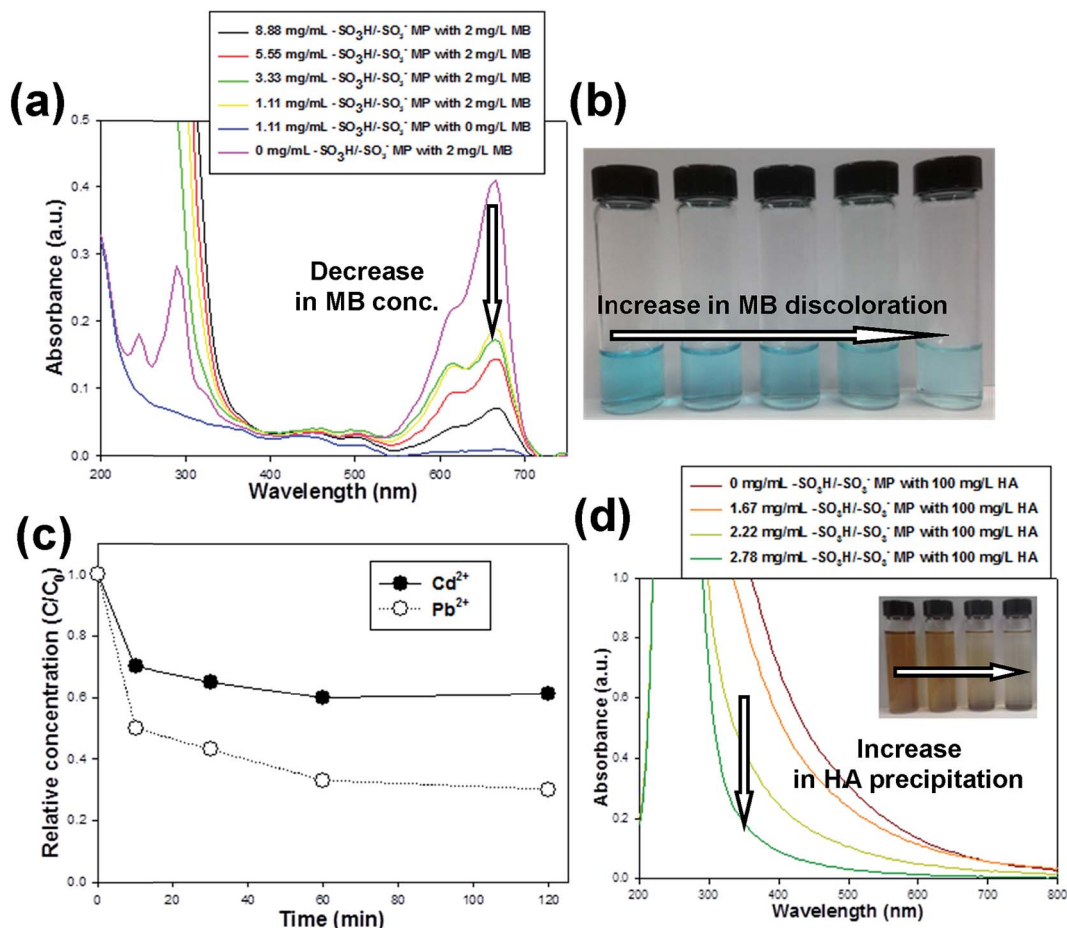 (a)
8.88 mg/mL -SO3H/-SO3- MP with 2 mg/L MB
5.55 mg/mL -SO3H/-SO3- MP with 2 mg/L MB
3.33 mg/mL -SO3H/-SO3- MP with 2 mg/L MB
1.11 mg/mL -SO3H/-SO3- MP with 2 mg/L MB
1.11 mg/mL -SO3H/-SO3- MP with 0 mg/L MB
0 mg/mL -SO3H/-SO3- MP with 2 mg/L MB
Absorbance (a.u.)
0.5
0.4
0.3
0.2
0.1
0.0
Decrease
in MB conc.
200 300 400 500 600 700
Wavelength (nm)
(b)
Increase in MB discoloration
(c)
Relative concentration (C/C0)
1.0
0.8
0.6
0.4
0.2
0.0
Cd2+
Pb2+
0 20 40 60 80 100 120
Time (min)
(d)
0 mg/mL -SO3H/-SO3- MP with 100 mg/L HA
1.67 mg/mL -SO3H/-SO3- MP with 100 mg/L HA
2.22 mg/mL -SO3H/-SO3- MP with 100 mg/L HA
2.78 mg/mL -SO3H/-SO3- MP with 100 mg/L HA
Absorbance (a.u.)
1.0
0.8
0.6
0.4
0.2
0.0
Increase
in HA precipitation
200 300 400 500 600 700 800
Wavelength (nm)